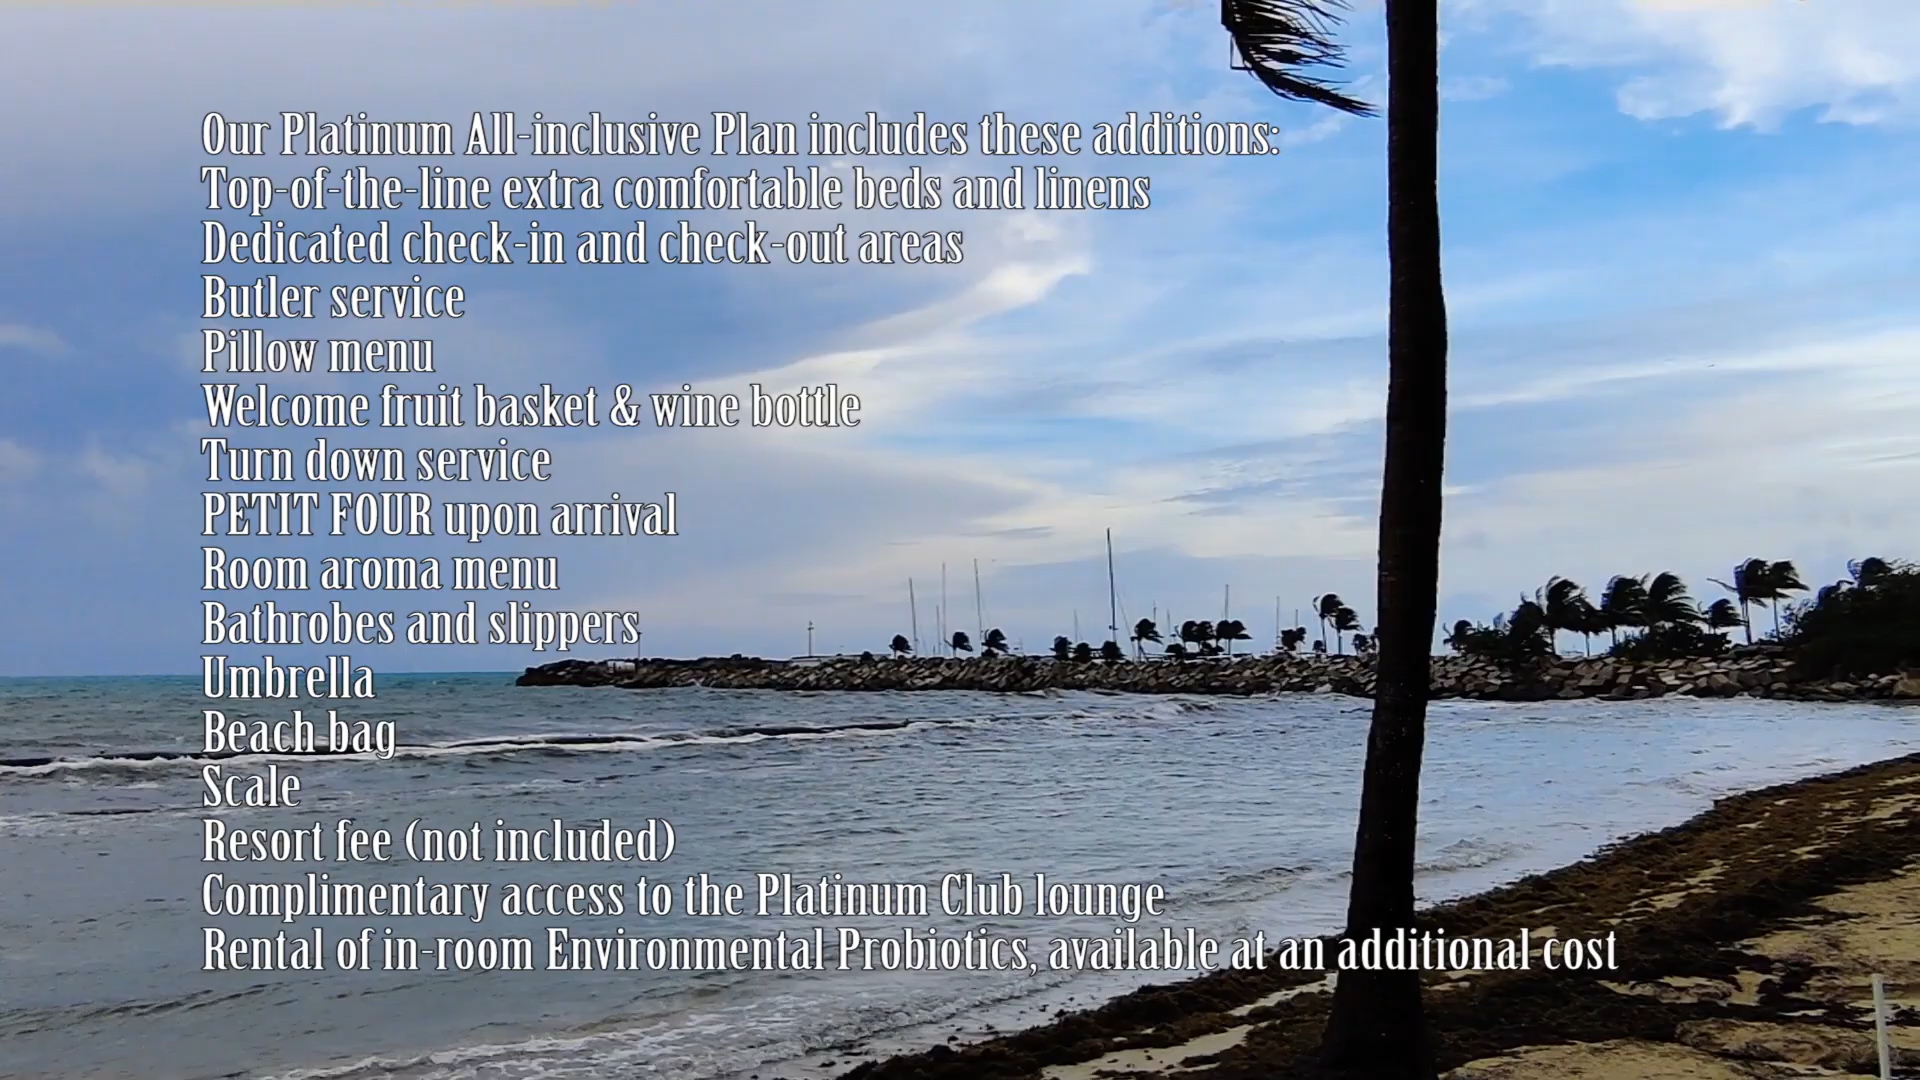 Our Platinum All-inclusive Plan includes these additions:
Top-of-the-line extra comfortable beds and linens
Dedicated check-in and check-out areas
Butler service
Pillow menu
Welcome fruit basket & wine bottle
Turn down service
PETIT FOUR upon arrival
Room aroma menu
Bathrobes and slippers
Umbrella
Beach bag
Scale
Resort fee (not included)
Complimentary access to the Platinum Club lounge
Rental of in-room Environmental Probiotics, available at an additional cost